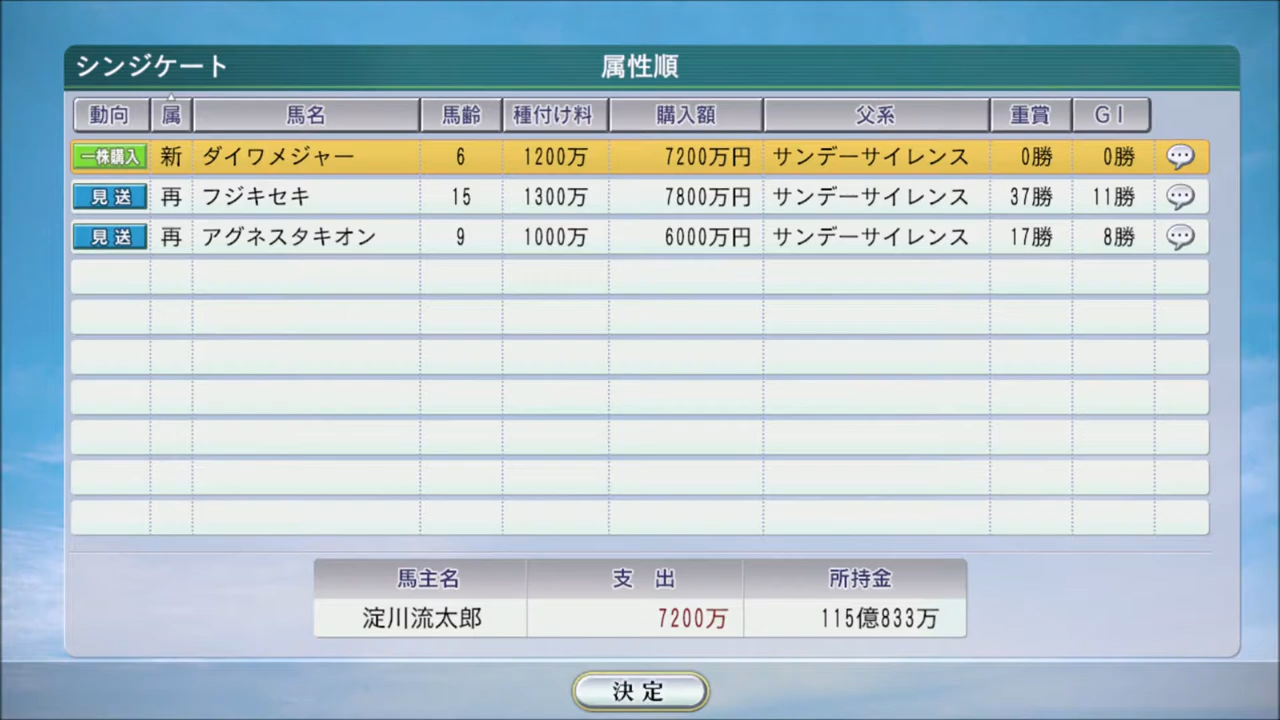 シンジケート 属性順
動向 属 馬名 馬齢 種付け料 購入額 父系 重賞 GⅠ
一株購入 新 ダイワメジャー 6 1200万 7200万円 サンデーサイレンス 0勝 0勝
見送 再 フジキセキ 15 1300万 7800万円 サンデーサイレンス 37勝 11勝
見送 再 アグネスタキオン 9 1000万 6000万円 サンデーサイレンス 17勝 8勝
馬主名 支出 所持金
淀川流太郎 7200万 115億833万
決定